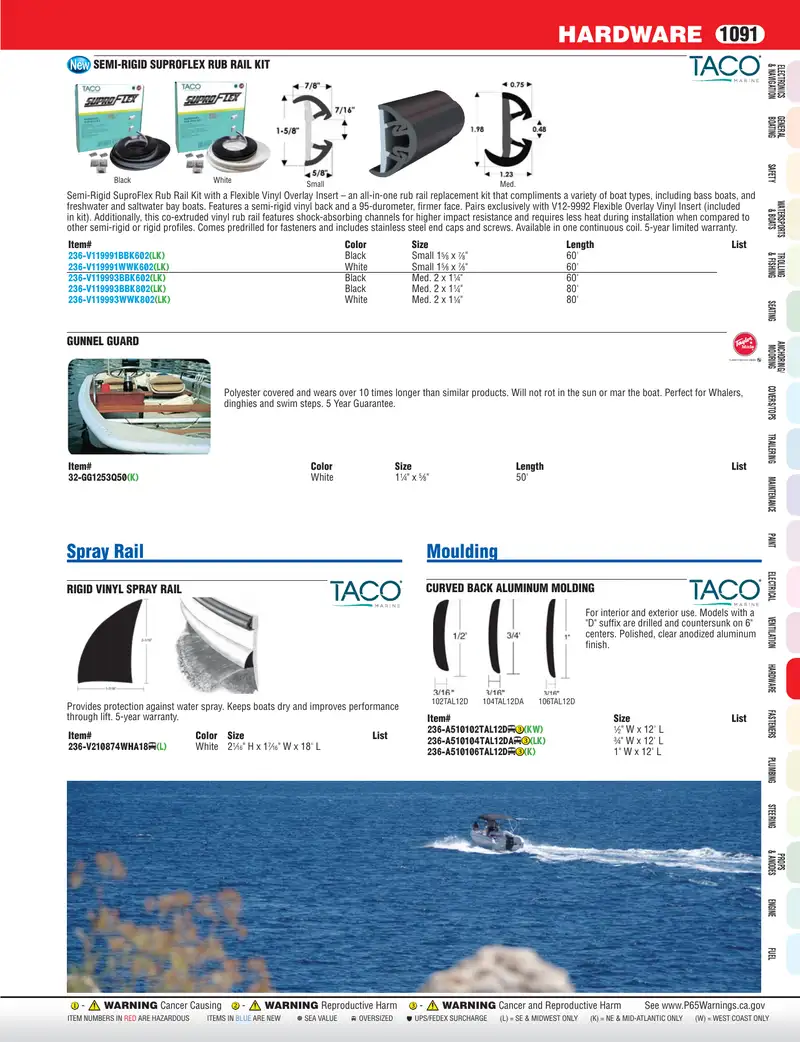 HARDWARE 1091
New SEMI-RIGID SUPROFLEX RUB RAIL KIT
TACO
MARINE
TACO
SUPROFLEX
TACO
SUPROFLEX
7/8"
7/16"
1-5/8"
5/8"
0.75
1.98
0.48
1.23
Black
White
Small
Med.
Semi-Rigid SuproFlex Rub Rail Kit with a Flexible Vinyl Overlay Insert – an all-in-one rub rail replacement kit that compliments a variety of boat types, including bass boats, and
freshwater and saltwater bay boats. Features a semi-rigid vinyl back and a 95-durometer, firmer face. Pairs exclusively with V12-9992 Flexible Overlay Vinyl Insert (included
in kit). Additionally, this co-extruded vinyl rub rail features shock-absorbing channels for higher impact resistance and requires less heat during installation when compared to
other semi-rigid or rigid profiles. Comes predrilled for fasteners and includes stainless steel end caps and screws. Available in one continuous coil. 5-year limited warranty.
Item# Color Size Length List
236-V119991BBK602(LK) Black Small 1⅝ x ⅞" 60'
236-V119991WWK602(LK) White Small 1⅝ x ⅞" 60'
236-V119993BBK602(LK) Black Med. 2 x 1¼" 60'
236-V119993BBK802(LK) Black Med. 2 x 1¼" 80'
236-V119993WWK802(LK) White Med. 2 x 1¼" 80'
GUNNEL GUARD
Taylor
Made
Polyester covered and wears over 10 times longer than similar products. Will not rot in the sun or mar the boat. Perfect for Whalers,
dinghies and swim steps. 5 Year Guarantee.
Item# Color Size Length List
32-GG1253Q50(K) White 1¼" x ⅝" 50'
Spray Rail
RIGID VINYL SPRAY RAIL
TACO
MARINE
Provides protection against water spray. Keeps boats dry and improves performance
through lift. 5-year warranty.
Item# Color Size List
236-V210874WHA18(L) White 2¹⁄₁₆" H x 1⁷⁄₁₆" W x 18' L
Moulding
CURVED BACK ALUMINUM MOLDING
TACO
MARINE
1/2'
3/4'
1"
3/16"
3/16"
3/16"
102TAL12D
104TAL12DA
106TAL12D
For interior and exterior use. Models with a
"D" suffix are drilled and countersunk on 6"
centers. Polished, clear anodized aluminum
finish.
Item# Size List
236-A510102TAL12D 3 (KW) ½" W x 12' L
236-A510104TAL12DA 3 (LK) ¾" W x 12' L
236-A510106TAL12D 3 (K) 1" W x 12' L
ELECTRONICS
& NAVIGATION
GENERAL
BOATING
SAFETY
WATERSPORTS
& BOATS
TROLLING
& FISHING
SEATING
ANCHORING/
MOORING
COVERS/TOPS
TRAILERING
MAINTENANCE
PAINT
ELECTRICAL
VENTILATION
HARDWARE
FASTENERS
PLUMBING
STEERING
PROPS
& ANODES
ENGINE
FUEL
1 - WARNING Cancer Causing 2 - WARNING Reproductive Harm 3 - WARNING Cancer and Reproductive Harm See www.P65Warnings.ca.gov
ITEM NUMBERS IN RED ARE HAZARDOUS ITEMS IN BLUE ARE NEW SEA VALUE OVERSIZED UPS/FEDEX SURCHARGE (L) = SE & MIDWEST ONLY (K) = NE & MID-ATLANTIC ONLY (W) = WEST COAST ONLY